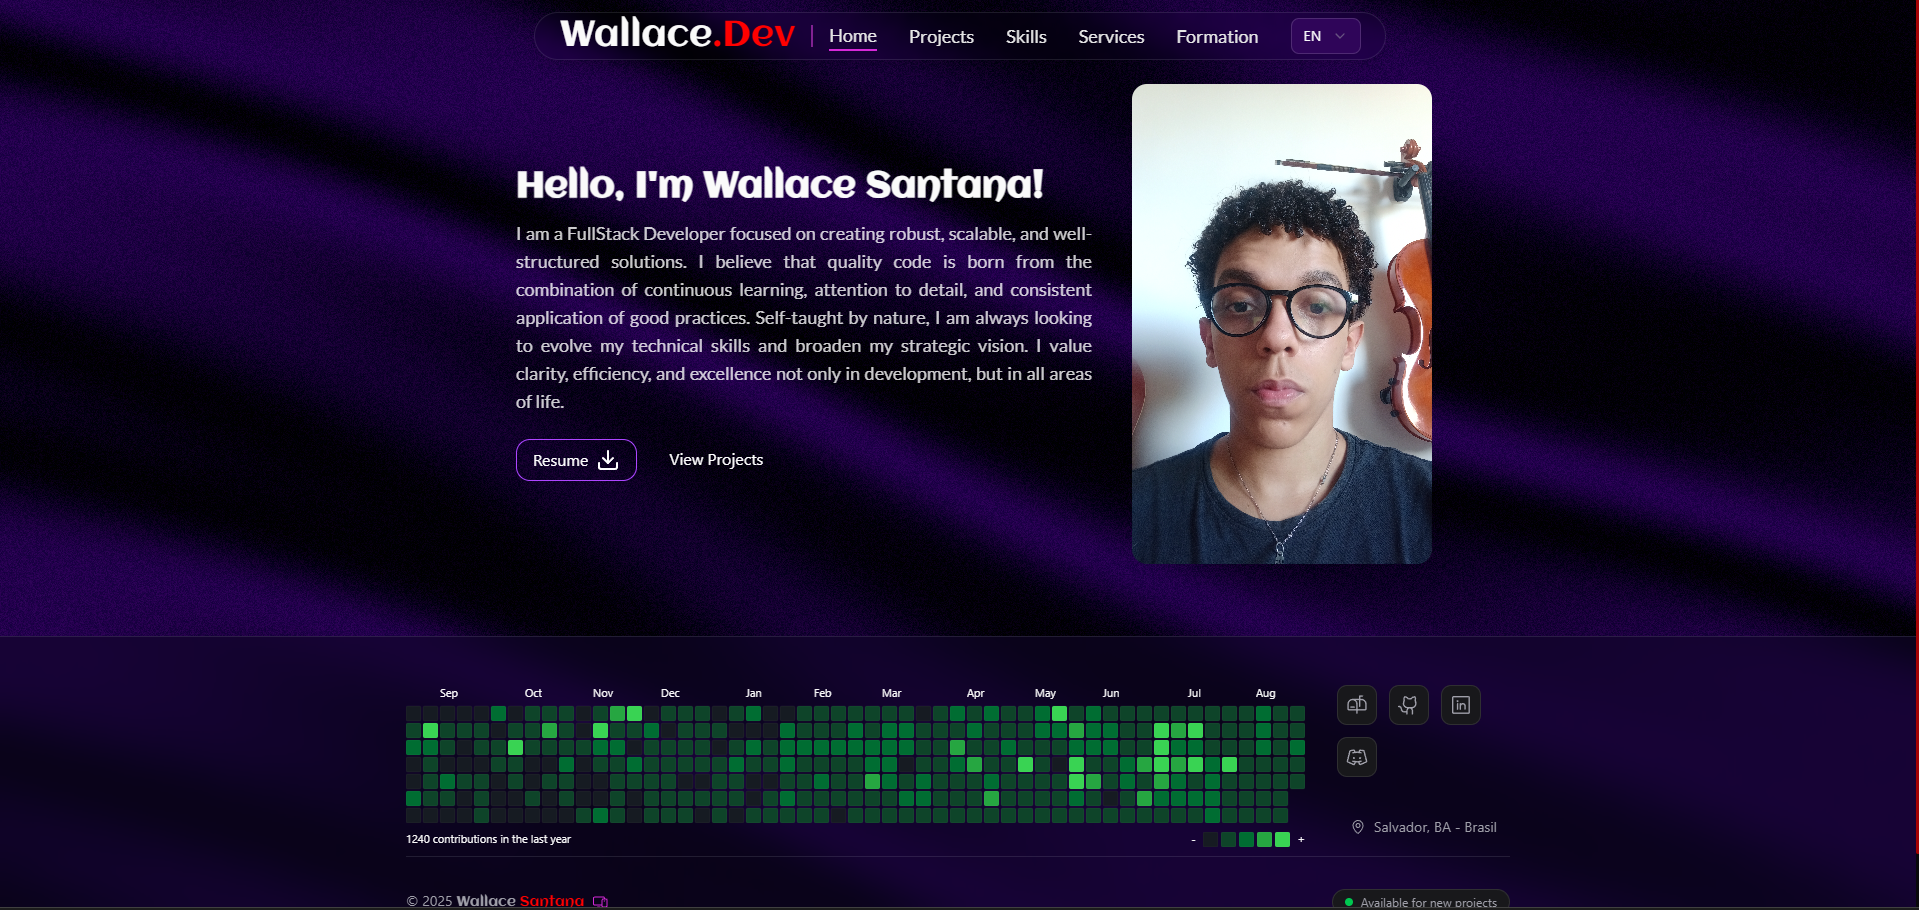 Wallace.Dev
Home
Projects
Skills
Services
Formation
EN
Hello, I'm Wallace Santana!
I am a FullStack Developer focused on creating robust, scalable, and well-
structured solutions. I believe that quality code is born from the
combination of continuous learning, attention to detail, and consistent
application of good practices. Self-taught by nature, I am always looking
to evolve my technical skills and broaden my strategic vision. I value
clarity, efficiency, and excellence not only in development, but in all areas
of life.
Resume
View Projects
Sep Oct Nov Dec Jan Feb Mar Apr May Jun Jul Aug
in
1240 contributions in the last year
- +
Salvador, BA - Brasil
© 2025 Wallace Santana
Available for new projects